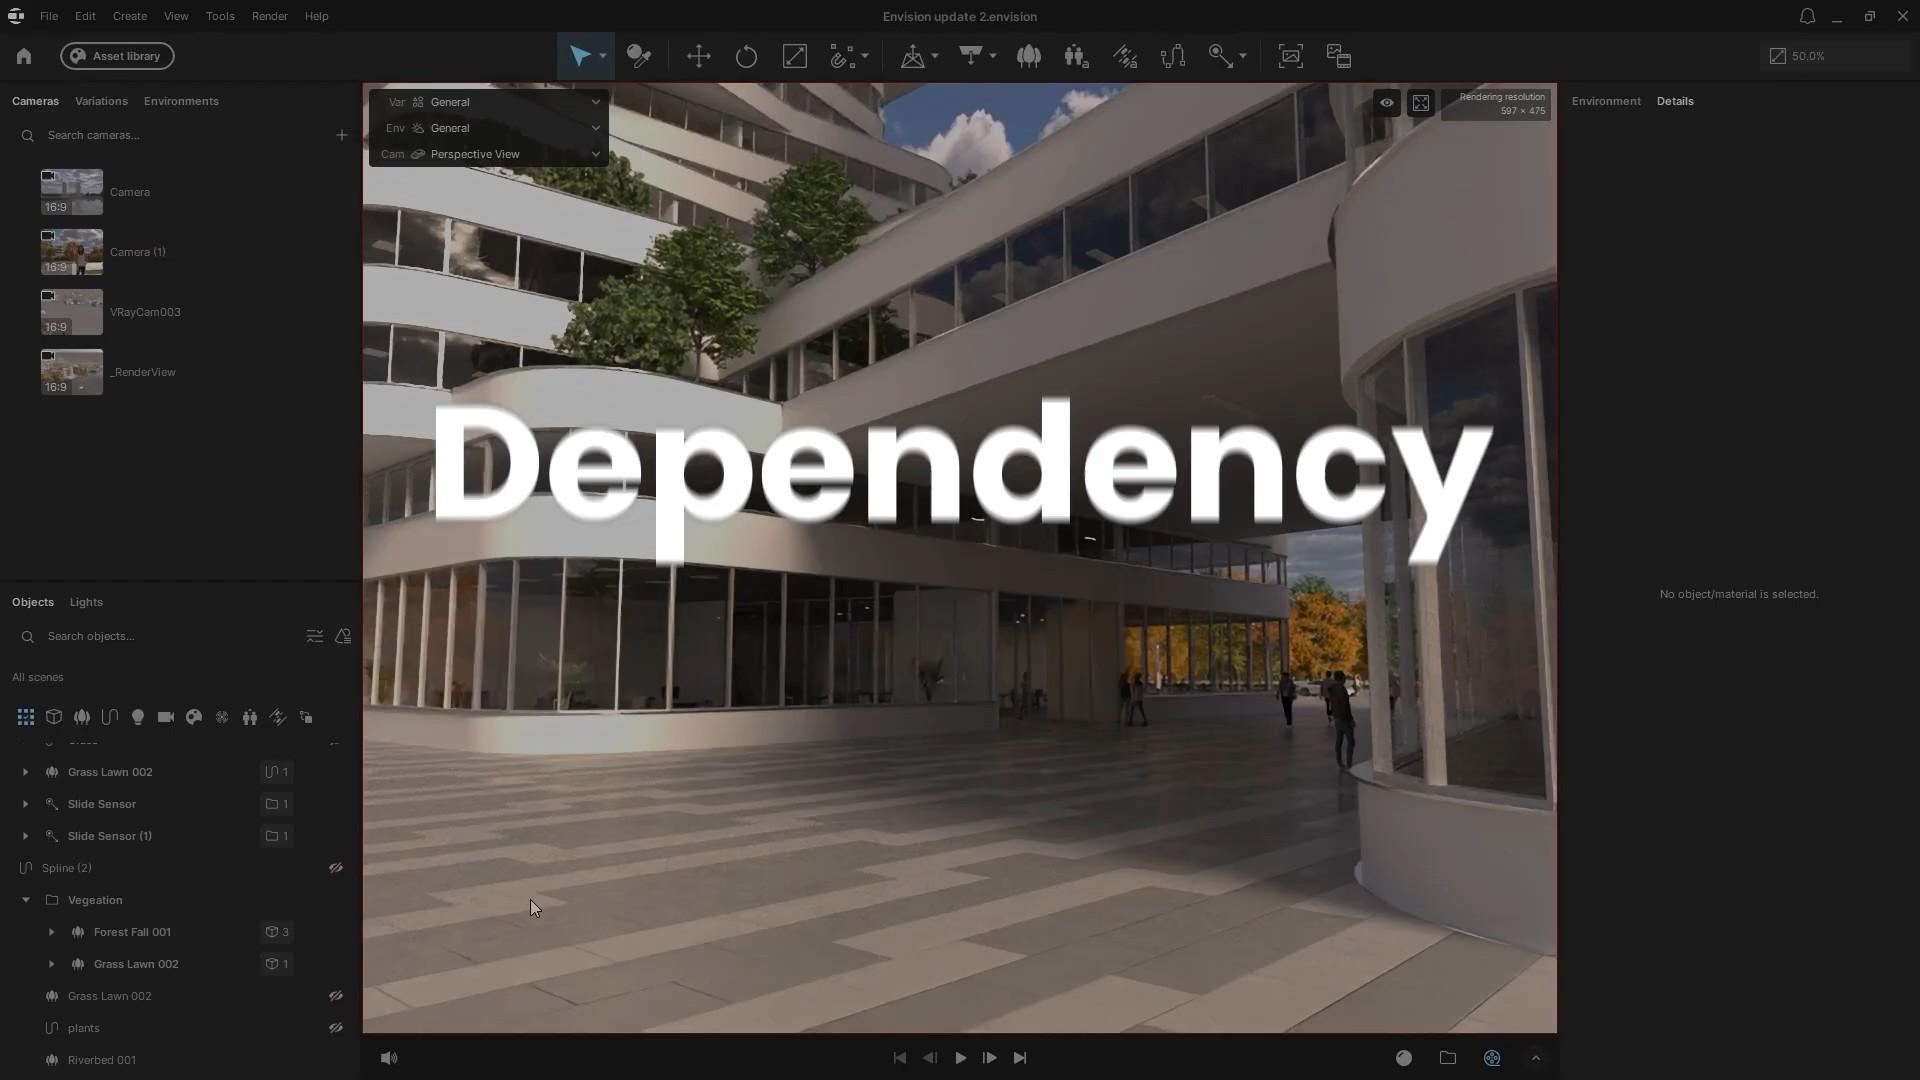 File Edit Create View Tools Render Help
Envision update 2.envision
Asset library
50.0%
Cameras Variations Environments
Search cameras...
16:9 Camera
16:9 Camera (1)
16:9 VRayCam003
16:9 _RenderView
Var General
Env General
Cam Perspective View
Rendering resolution
597 × 475
Environment Details
Dependency
No object/material is selected.
Objects Lights
Search objects...
All scenes
Grass Lawn 002 1
Slide Sensor 1
Slide Sensor (1) 1
Spline (2)
Vegeation
Forest Fall 001 3
Grass Lawn 002 1
Grass Lawn 002
plants
Riverbed 001